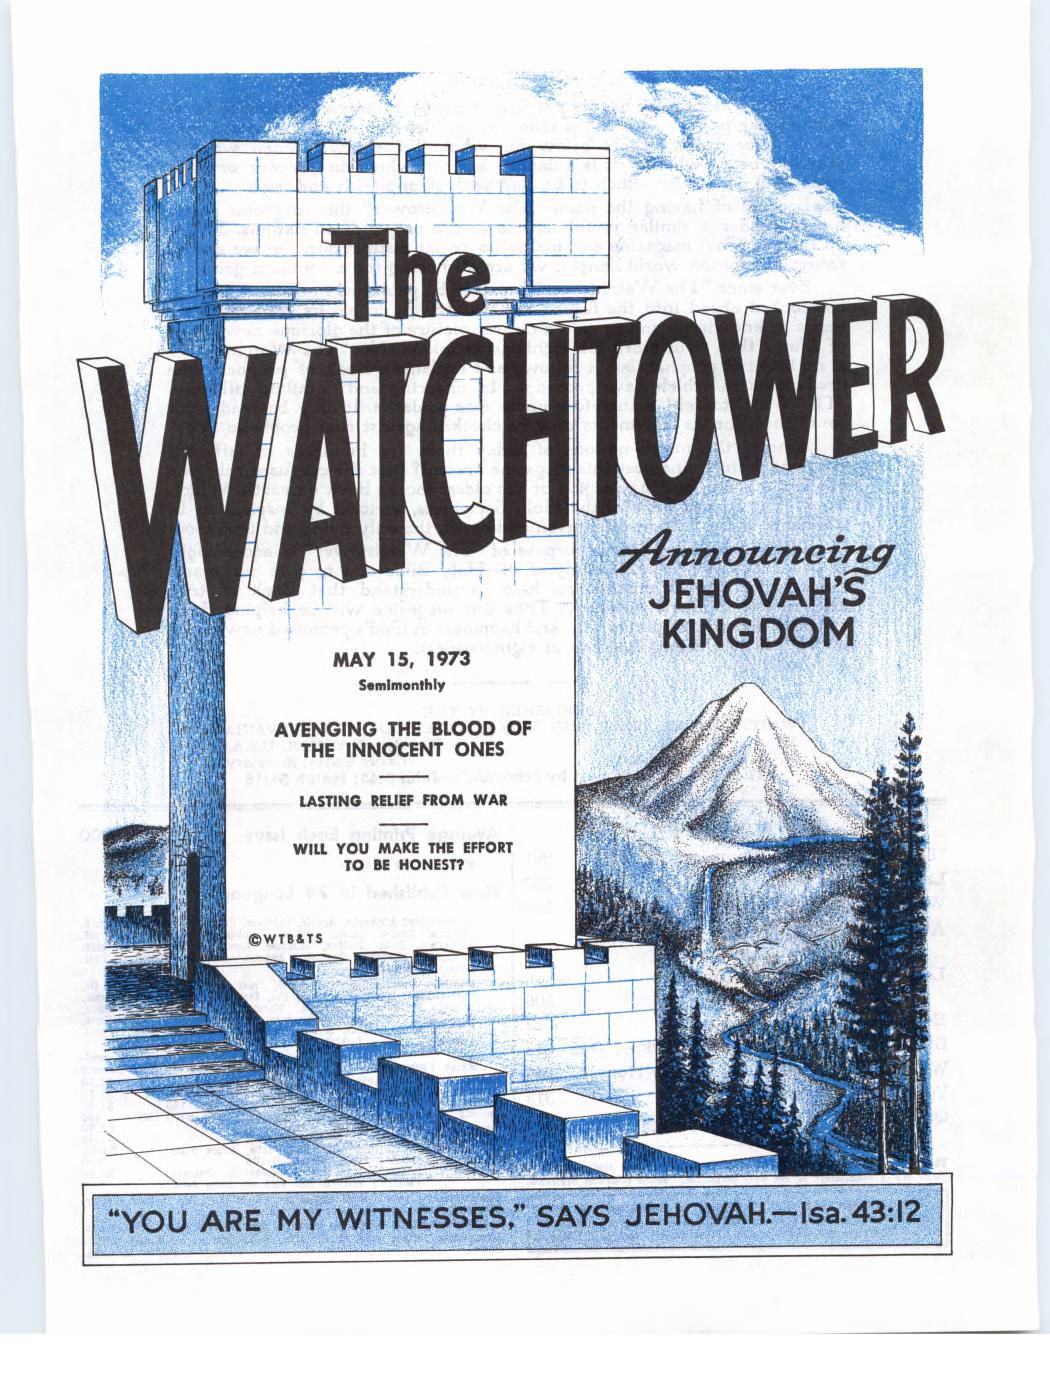 The
WATCHTOWER
Announcing
JEHOVAH'S
KINGDOM
MAY 15, 1973
Semimonthly
AVENGING THE BLOOD OF
THE INNOCENT ONES
LASTING RELIEF FROM WAR
WILL YOU MAKE THE EFFORT
TO BE HONEST?
©WTB&TS
"YOU ARE MY WITNESSES," SAYS JEHOVAH.—Isa. 43:12